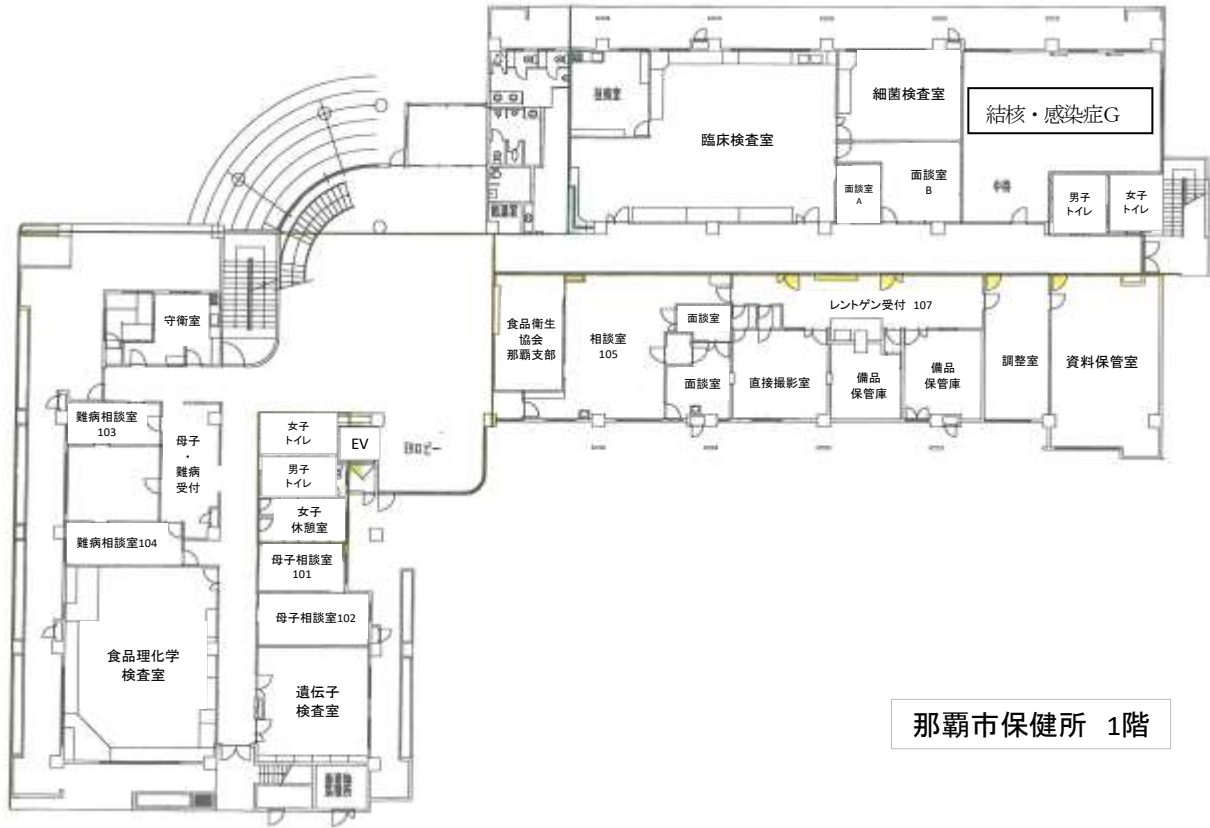 細菌検査室
結核・感染症G
臨床検査室
面談室
A
面談室
B
男子
トイレ
女子
トイレ
守衛室
食品衛生
協会
那覇支部
相談室
105
面談室
面談室
レントゲン受付 107
直接撮影室
備品
保管庫
備品
保管庫
調整室
資料保管室
難病相談室
103
母子
・
難病
受付
女子
トイレ
EV
男子
トイレ
女子
休憩室
難病相談室104
母子相談室
101
母子相談室102
食品理化学
検査室
遺伝子
検査室
那覇市保健所 1階